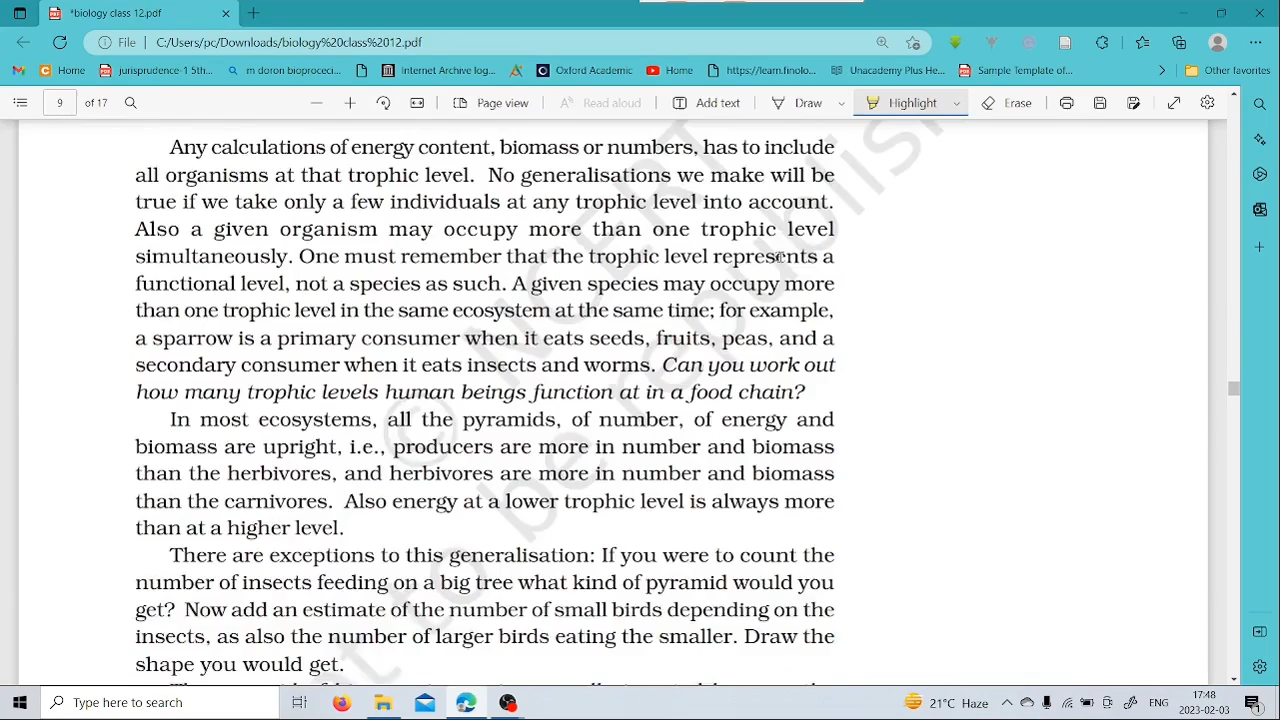 *biology class 12.pdf
File C:/Users/pc/Downloads/biology%20class%2012.pdf
Home jurisprudence-1 5th... m doron bioproceci... Internet Archive log... Oxford Academic Home https://learn.finolo... Unacademy Plus He... Sample Template of... Other favorites
9 of 17 Page view Read aloud Add text Draw Highlight Erase
Any calculations of energy content, biomass or numbers, has to include
all organisms at that trophic level. No generalisations we make will be
true if we take only a few individuals at any trophic level into account.
Also a given organism may occupy more than one trophic level
simultaneously. One must remember that the trophic level represents a
functional level, not a species as such. A given species may occupy more
than one trophic level in the same ecosystem at the same time; for example,
a sparrow is a primary consumer when it eats seeds, fruits, peas, and a
secondary consumer when it eats insects and worms. Can you work out
how many trophic levels human beings function at in a food chain?
In most ecosystems, all the pyramids, of number, of energy and
biomass are upright, i.e., producers are more in number and biomass
than the herbivores, and herbivores are more in number and biomass
than the carnivores. Also energy at a lower trophic level is always more
than at a higher level.
There are exceptions to this generalisation: If you were to count the
number of insects feeding on a big tree what kind of pyramid would you
get? Now add an estimate of the number of small birds depending on the
insects, as also the number of larger birds eating the smaller. Draw the
shape you would get.
© NCERT
be republish
Type here to search 21°C Haze ENG 17:48
2023-02-03